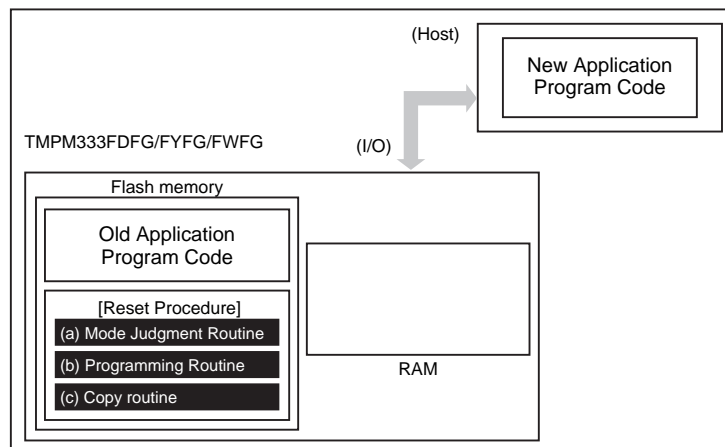 (Host)
New Application
Program Code
TMPM333FDFG/FYFG/FWFG
(I/O)
Flash memory
Old Application
Program Code
[Reset Procedure]
(a) Mode Judgment Routine
(b) Programming Routine
(c) Copy routine
RAM